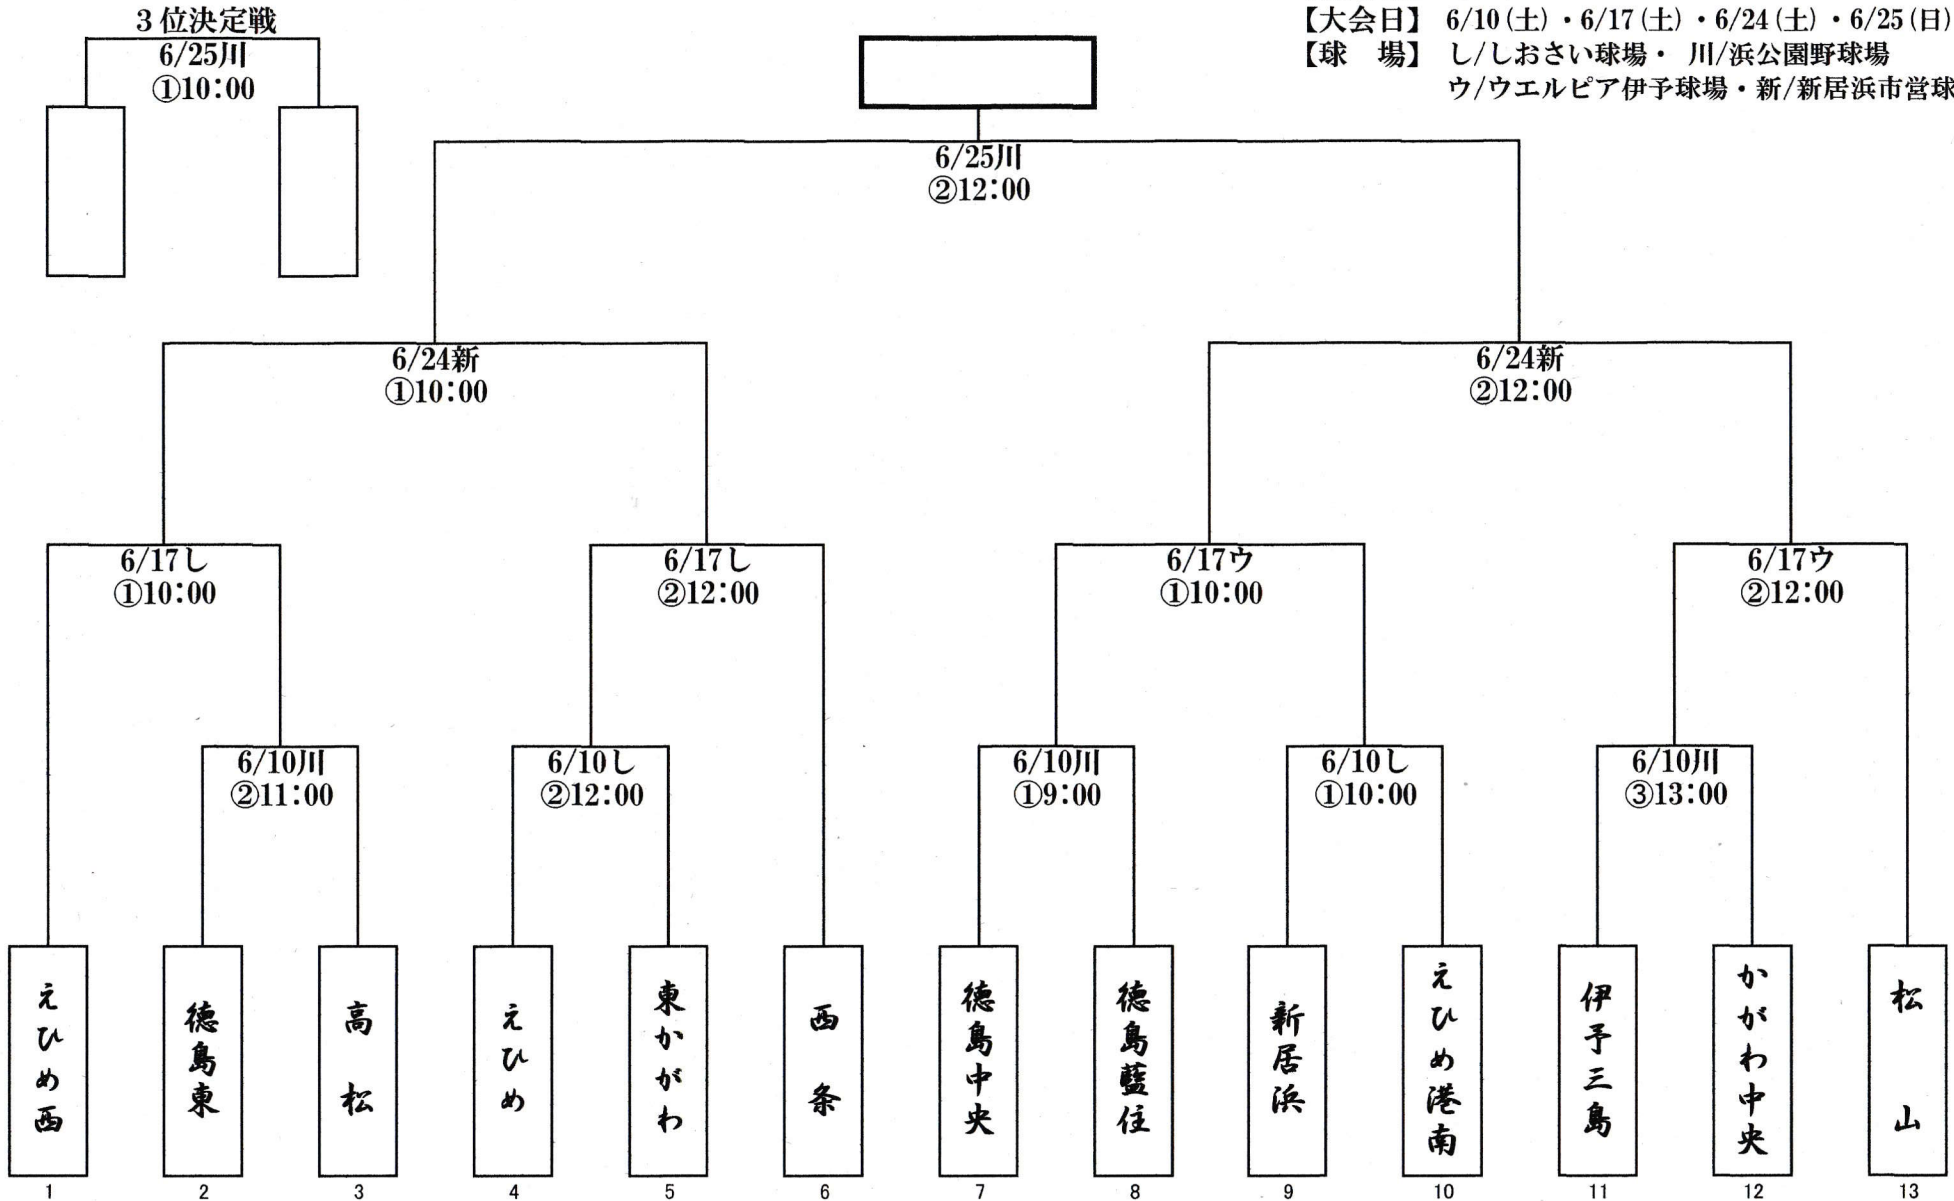 3位決定戦
6/25川
①10:00
【大会日】 6/10(土)・6/17(土)・6/24(土)・6/25(日)
【球　場】 し/しおさい球場・ 川/浜公園野球場
ウ/ウエルピア伊予球場・新/新居浜市営球
6/25川
②12:00
6/24新
①10:00
6/24新
②12:00
6/17し
①10:00
6/17し
②12:00
6/17ウ
①10:00
6/17ウ
②12:00
6/10川
②11:00
6/10し
②12:00
6/10川
①9:00
6/10し
①10:00
6/10川
③13:00
えひめ西
徳島東
高松
えひめ
東かがわ
西条
徳島中央
徳島藍住
新居浜
えひめ港南
伊予三島
かがわ中央
松山
1 2 3 4 5 6 7 8 9 10 11 12 13